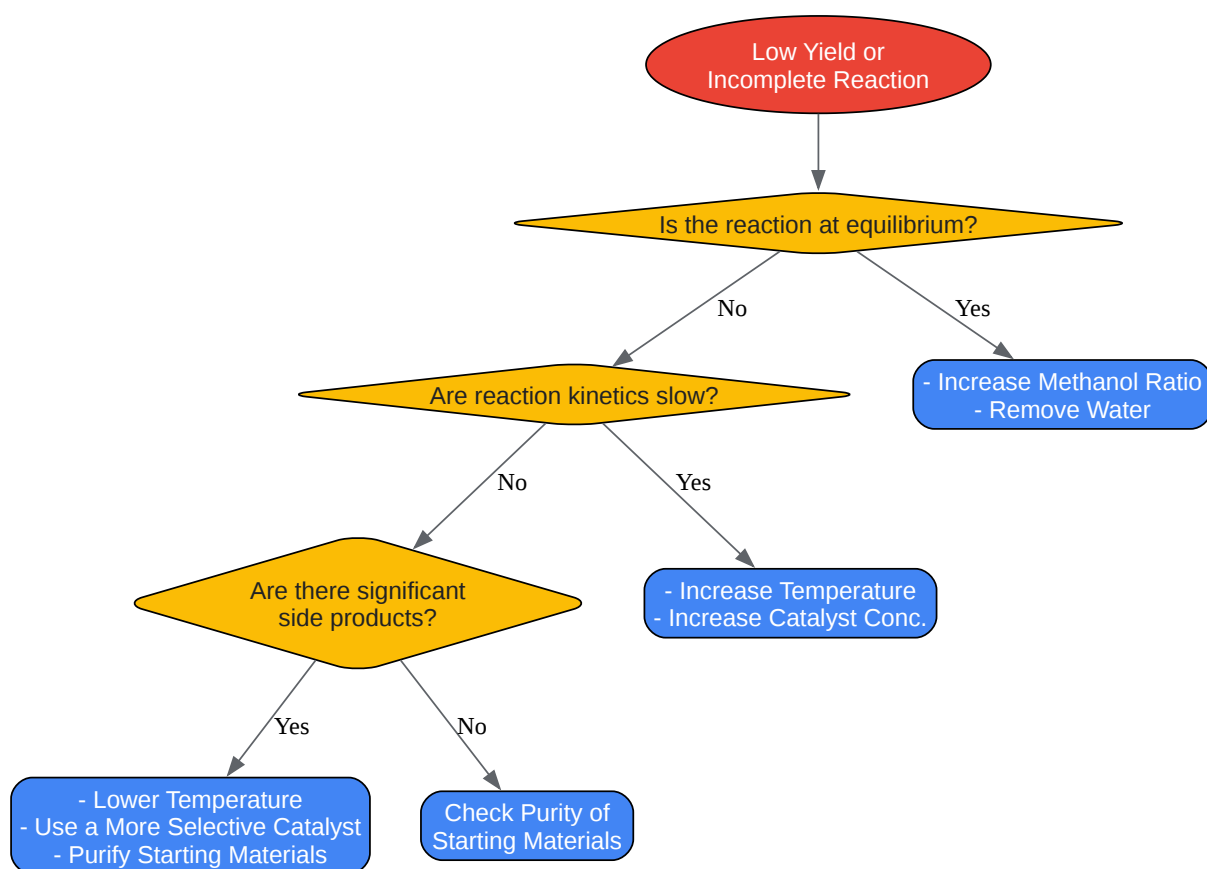 Low Yield or
Incomplete Reaction
Is the reaction at equilibrium?
No
Yes
- Increase Methanol Ratio
- Remove Water
Are reaction kinetics slow?
No
Yes
- Increase Temperature
- Increase Catalyst Conc.
Are there significant
side products?
Yes
No
- Lower Temperature
- Use a More Selective Catalyst
- Purify Starting Materials
Check Purity of
Starting Materials